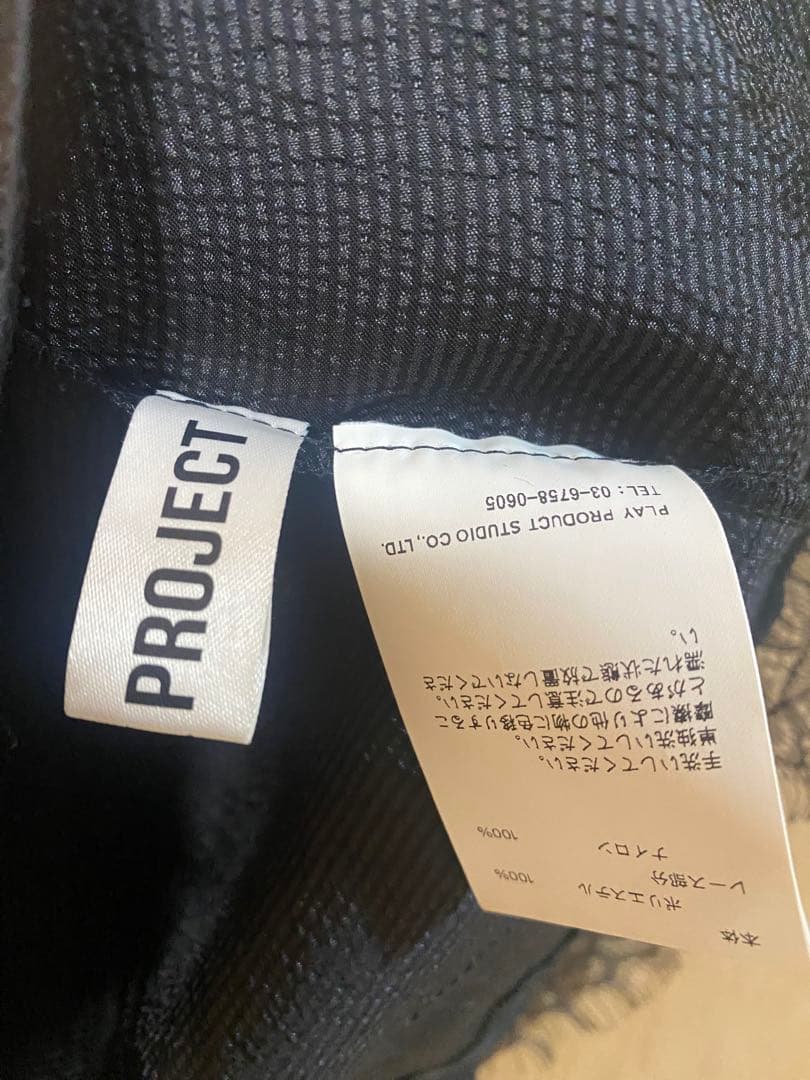 PROJECT
本体
ポリエステル 100%
レース部分
ナイロン 100%
手洗いしてください。
単独洗いしてください。
摩擦により他の物に色移りするこ
とがあるので注意してください。
濡れた状態で放置しないでくださ
い。
PLAY PRODUCT STUDIO CO.,LTD.
TEL: 03-6758-0605